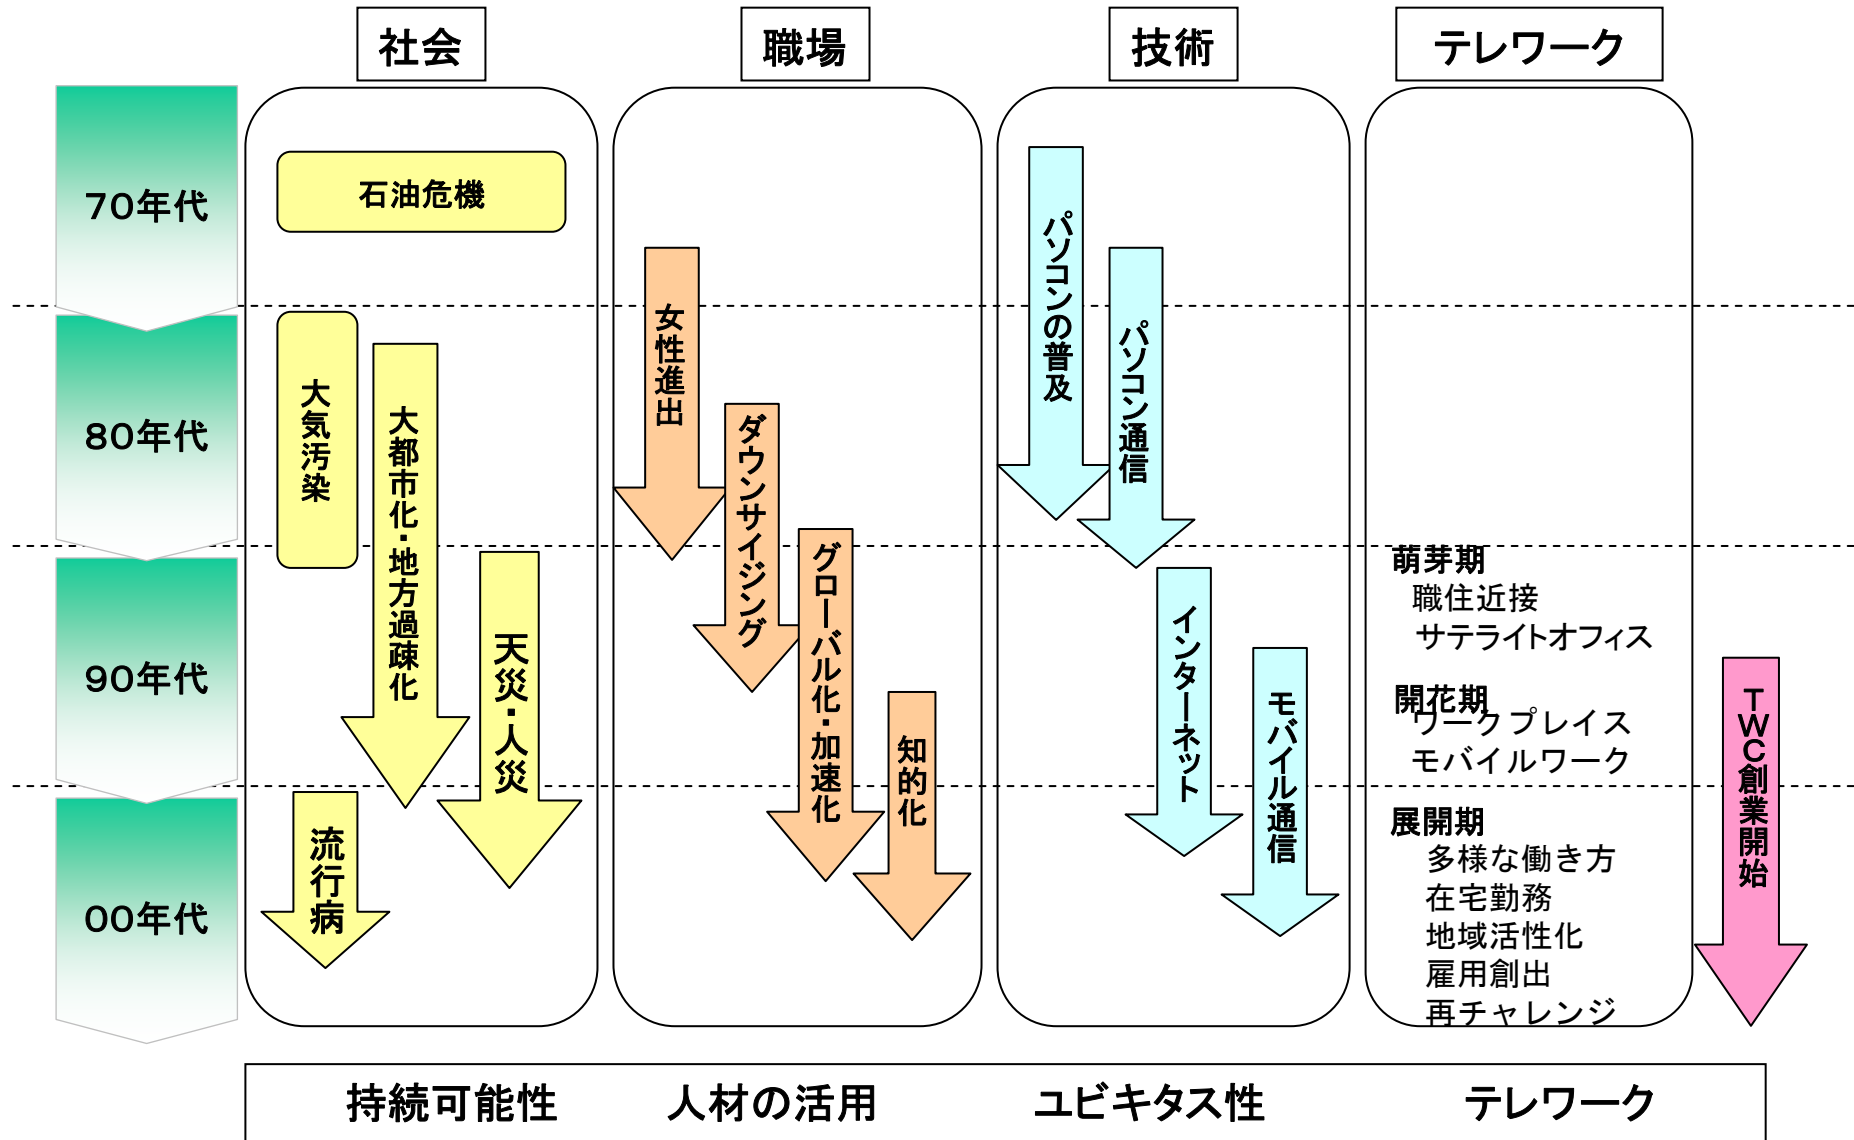 社会
職場
技術
テレワーク
70年代
80年代
90年代
00年代
石油危機
大気汚染
大都市化・地方過疎化
天災・人災
流行病
女性進出
ダウンサイジング
グローバル化・加速化
知的化
パソコンの普及
パソコン通信
インターネット
モバイル通信
萌芽期
職住近接
サテライトオフィス
開花期
ワークプレイス
モバイルワーク
展開期
多様な働き方
在宅勤務
地域活性化
雇用創出
再チャレンジ
TWC創業開始
持続可能性
人材の活用
ユビキタス性
テレワーク